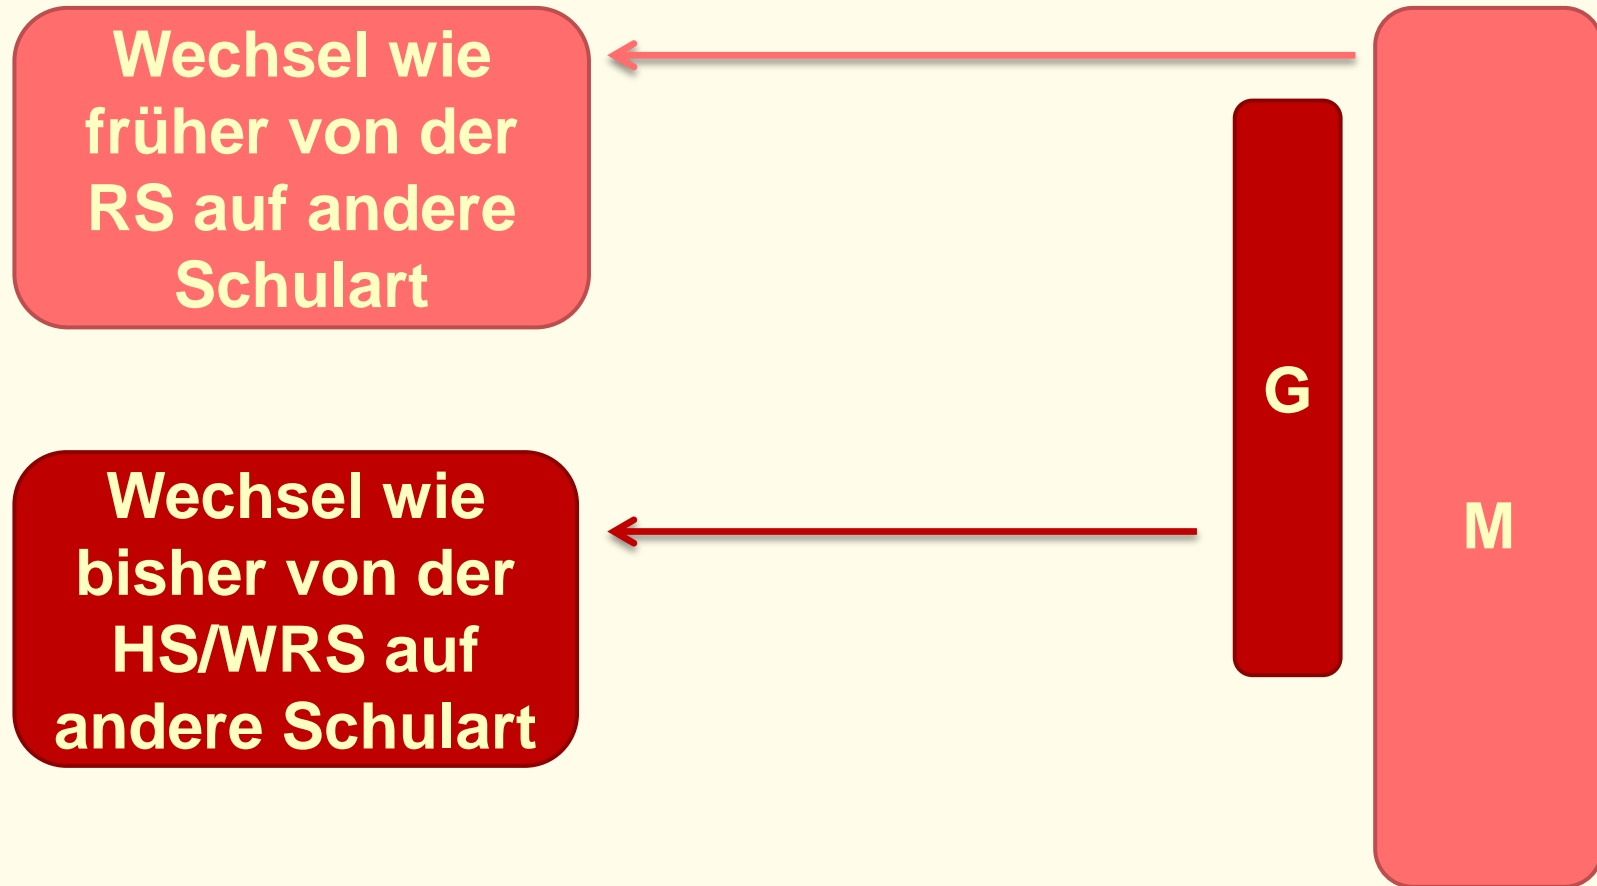 Wechsel wie
früher von der
RS auf andere
Schulart
G
Wechsel wie
bisher von der
HS/WRS auf
andere Schulart
M